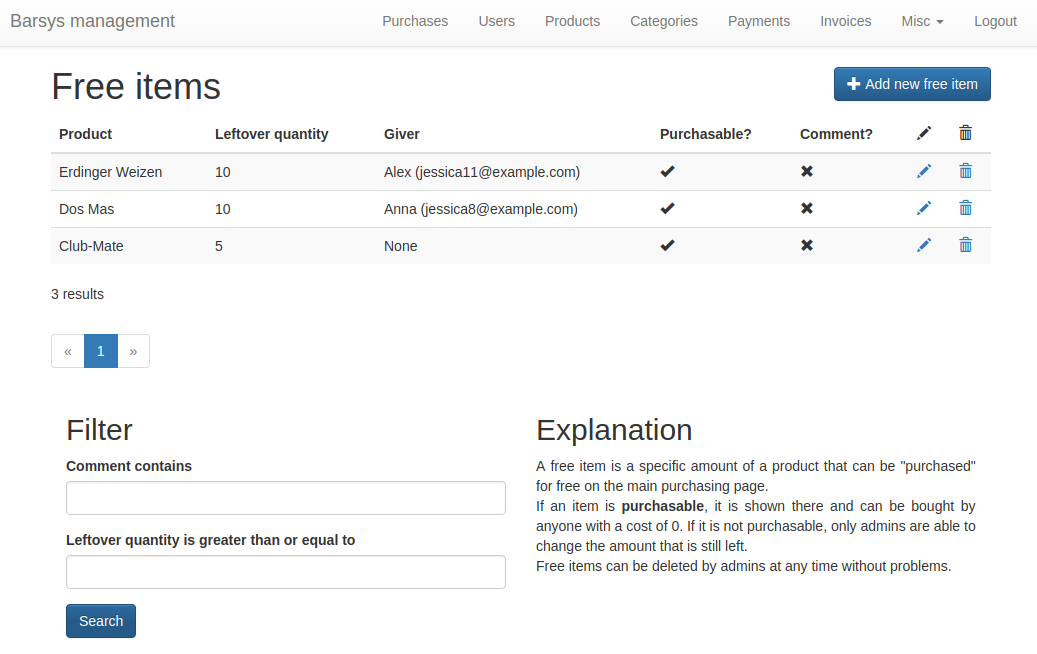 Barsys management Purchases Users Products Categories Payments Invoices Misc Logout
Free items
Add new free item
Product Leftover quantity Giver Purchasable? Comment?
Erdinger Weizen 10 Alex (jessica11@example.com)
Dos Mas 10 Anna (jessica8@example.com)
Club-Mate 5 None
3 results
« 1 »
Filter
Comment contains
Leftover quantity is greater than or equal to
Search
Explanation
A free item is a specific amount of a product that can be "purchased"
for free on the main purchasing page.
If an item is purchasable, it is shown there and can be bought by
anyone with a cost of 0. If it is not purchasable, only admins are able to
change the amount that is still left.
Free items can be deleted by admins at any time without problems.